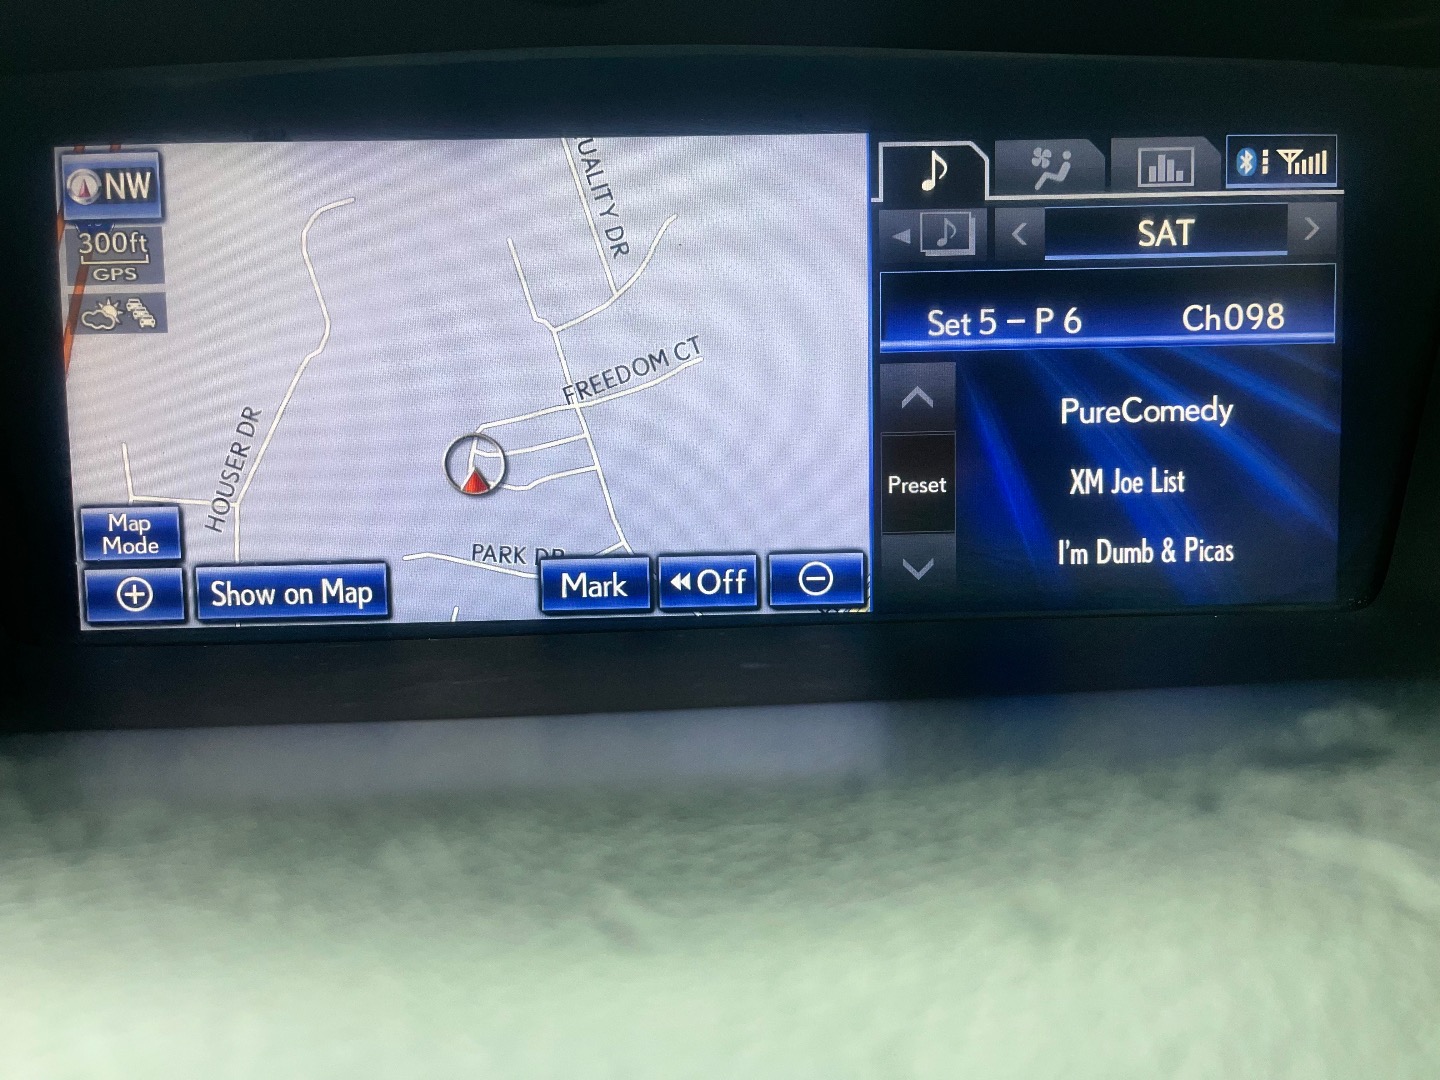 NW
300ft
GPS
UALITY DR
FREEDOM CT
HOUSER DR
PARK DR
Map
Mode
Show on Map
Mark
Off
SAT
Set 5 – P 6 Ch098
PureComedy
XM Joe List
Preset
I'm Dumb & Picas